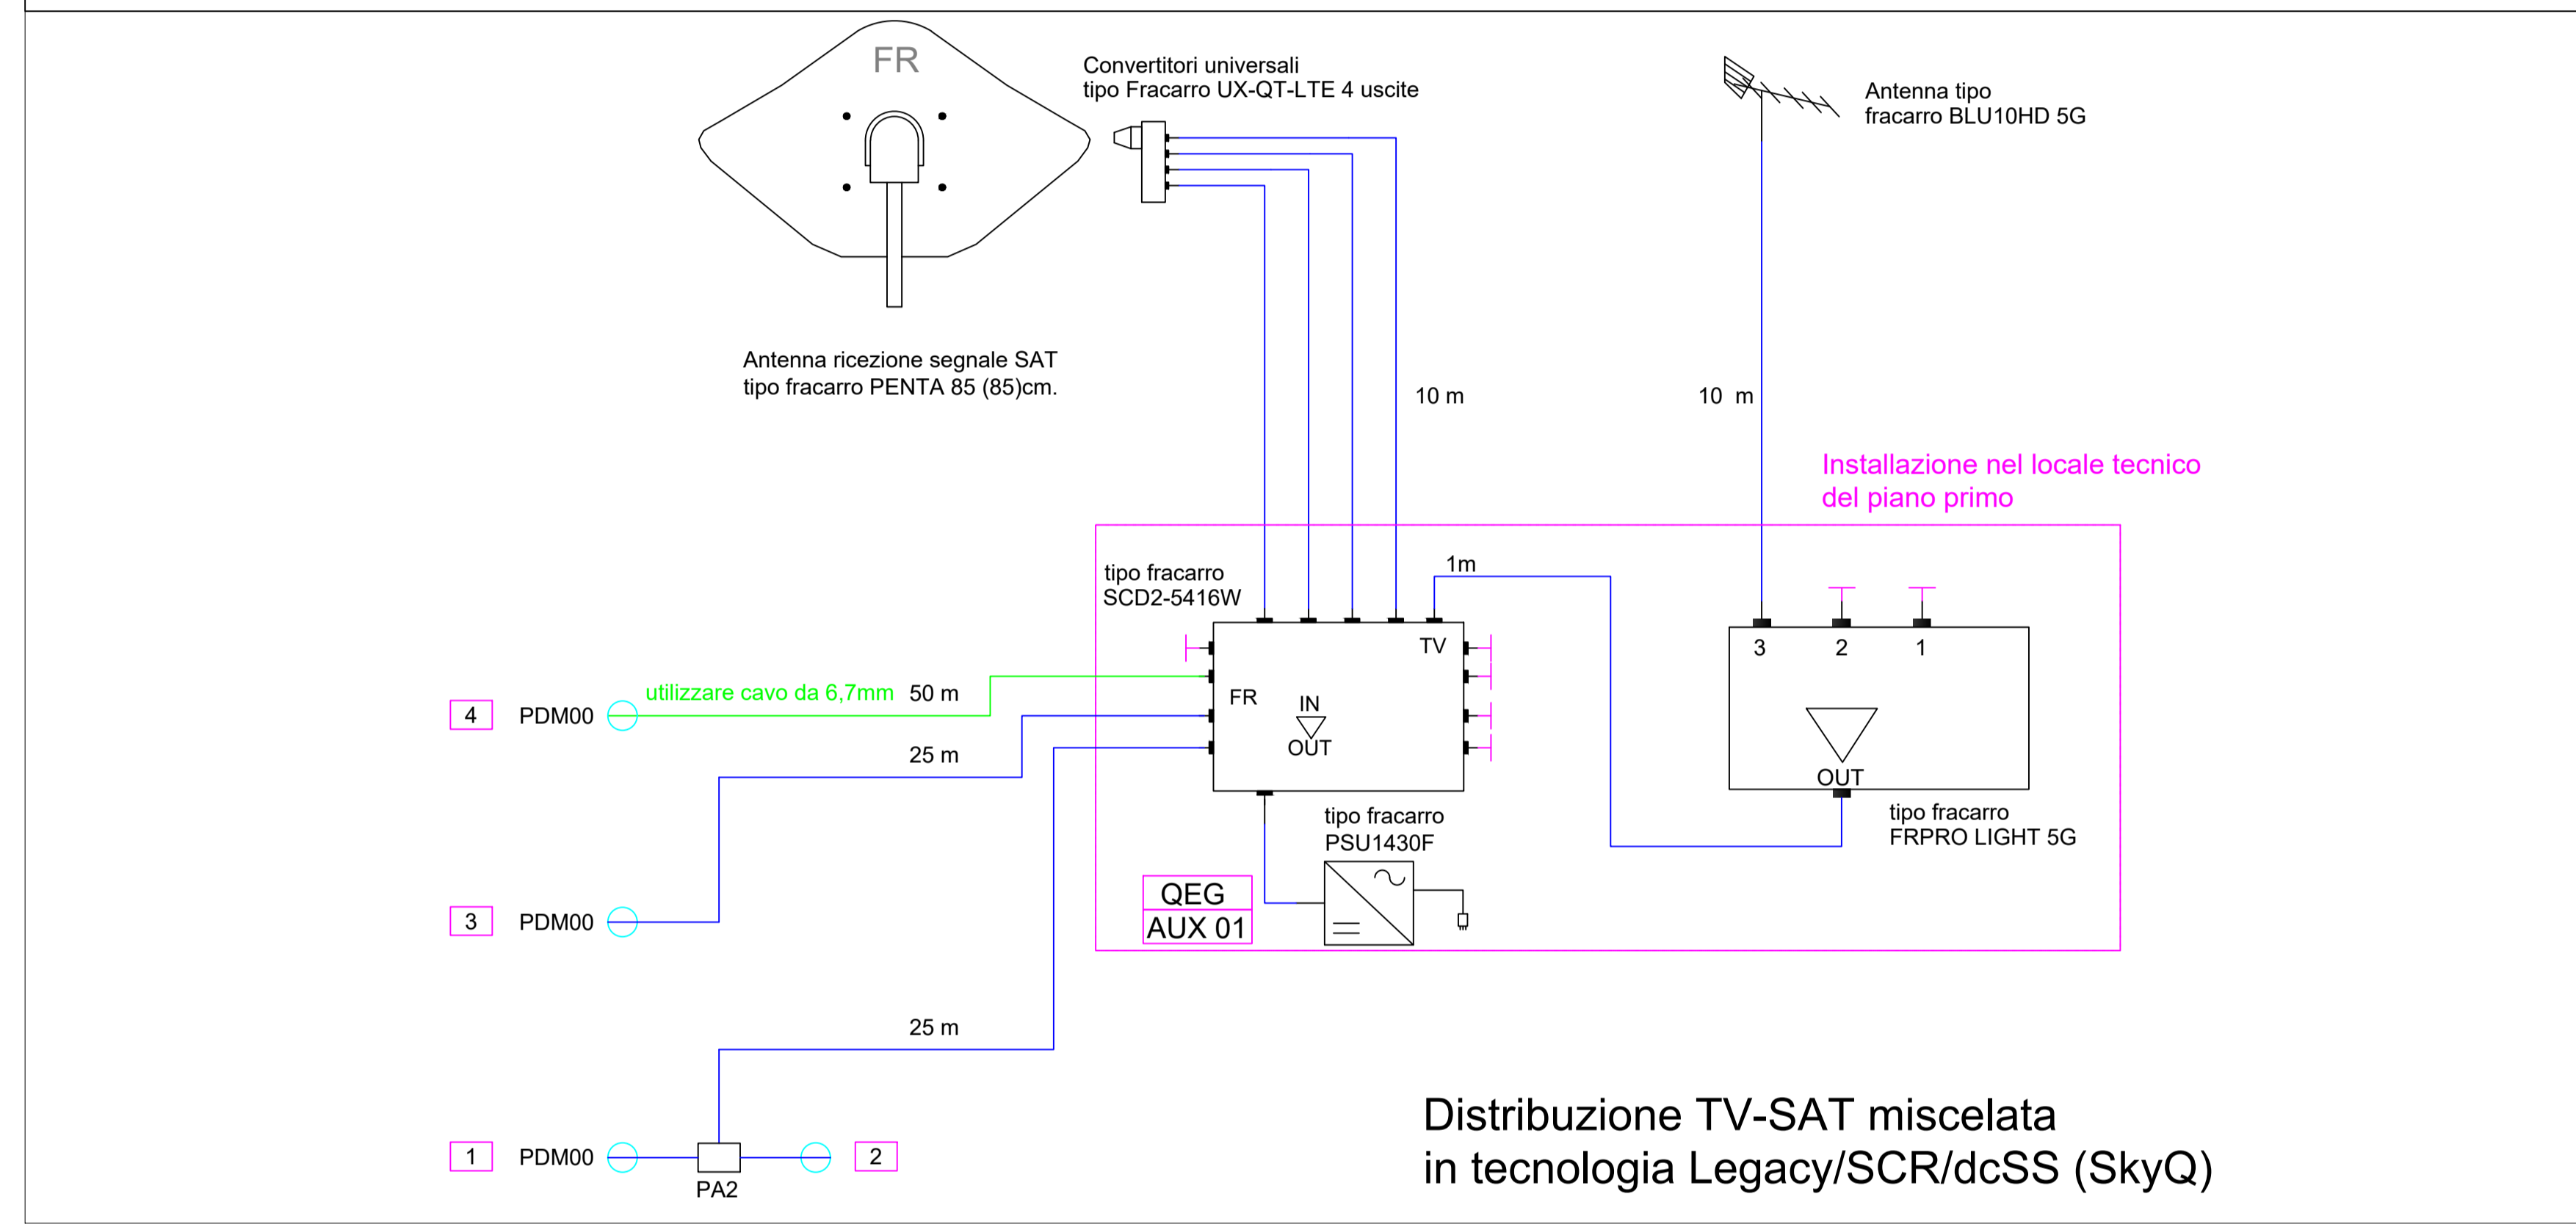 FR
Convertitori universali
tipo Fracarro UX-QT-LTE 4 uscite
Antenna tipo
fracarro BLU10HD 5G
Antenna ricezione segnale SAT
tipo fracarro PENTA 85 (85)cm.
10 m
10 m
Installazione nel locale tecnico
del piano primo
1m
tipo fracarro
SCD2-5416W
TV
3 2 1
FR
IN
OUT
utilizzare cavo da 6,7mm 50 m
4 PDM00
25 m
OUT
tipo fracarro
FRPRO LIGHT 5G
tipo fracarro
PSU1430F
QEG
AUX 01
3 PDM00
25 m
1 PDM00
2
PA2
Distribuzione TV-SAT miscelata
in tecnologia Legacy/SCR/dcSS (SkyQ)